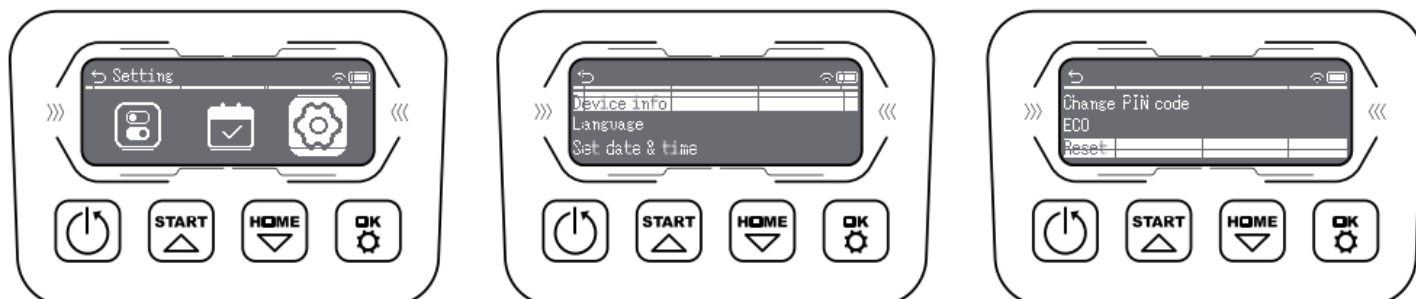 Setting
START
HOME
OK
Device info
Language
Set date & time
START
HOME
OK
Change PIN code
ECO
Reset
START
HOME
OK